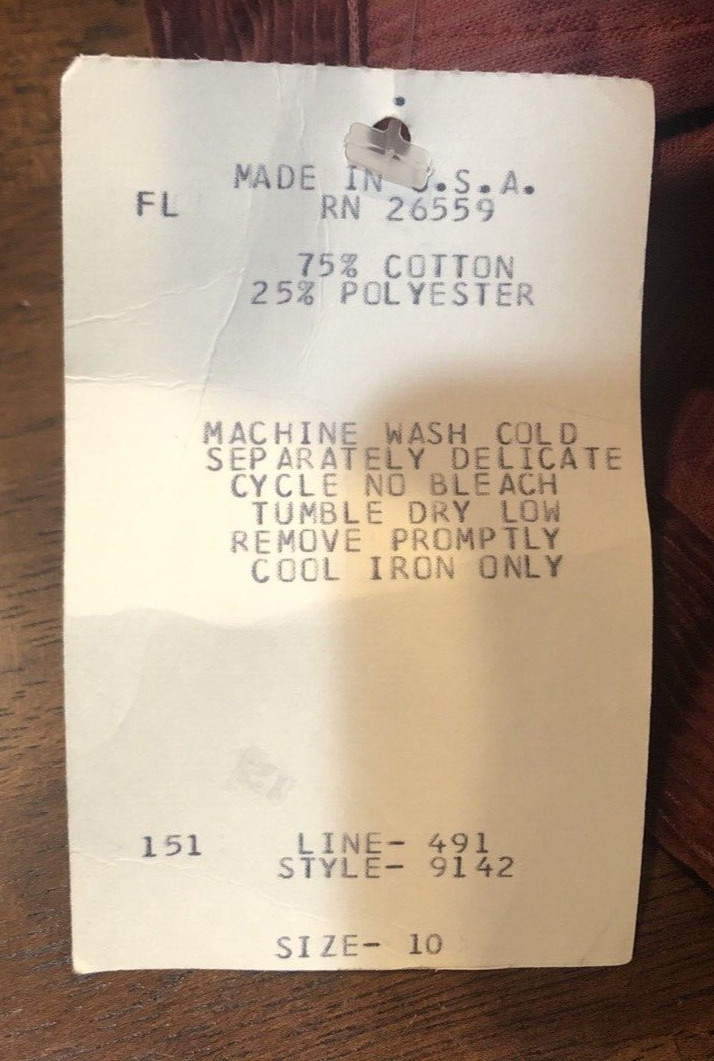 MADE IN U.S.A.
FL RN 26559
75% COTTON
25% POLYESTER
MACHINE WASH COLD
SEPARATELY DELICATE
CYCLE NO BLEACH
TUMBLE DRY LOW
REMOVE PROMPTLY
COOL IRON ONLY
151 LINE- 491
STYLE- 9142
SIZE- 10